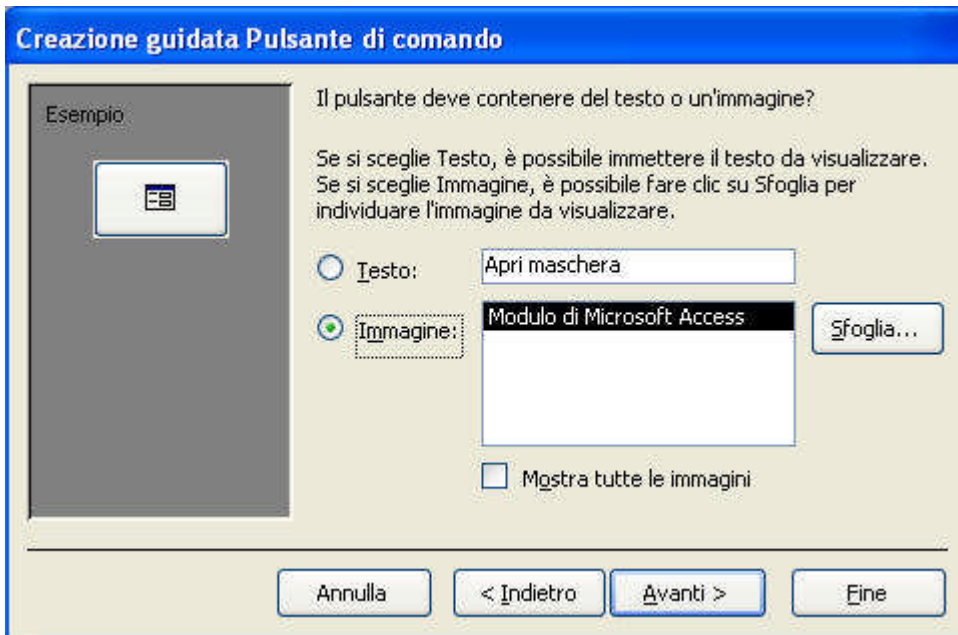 Creazione guidata Pulsante di comando
Esempio
Il pulsante deve contenere del testo o un'immagine?
Se si sceglie Testo, è possibile immettere il testo da visualizzare.
Se si sceglie Immagine, è possibile fare clic su Sfoglia per
individuare l'immagine da visualizzare.
Testo: Apri maschera
Immagine: Modulo di Microsoft Access Sfoglia...
Mostra tutte le immagini
Annulla < Indietro Avanti > Fine